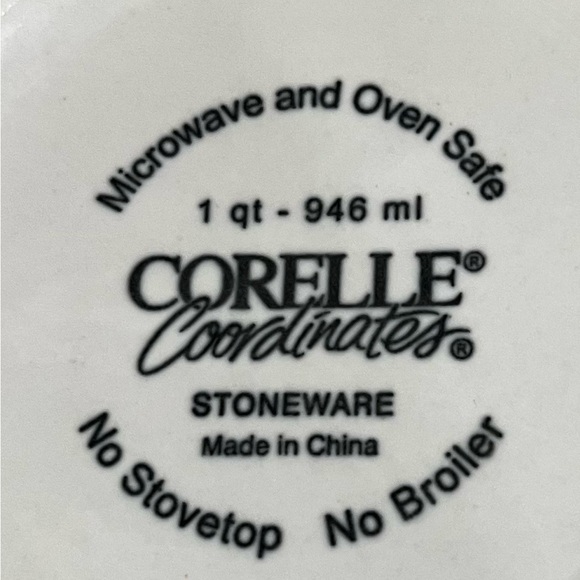 Microwave and Oven Safe
1 qt - 946 ml
CORELLE®
Coordinates®
STONEWARE
Made in China
No Stovetop No Broiler